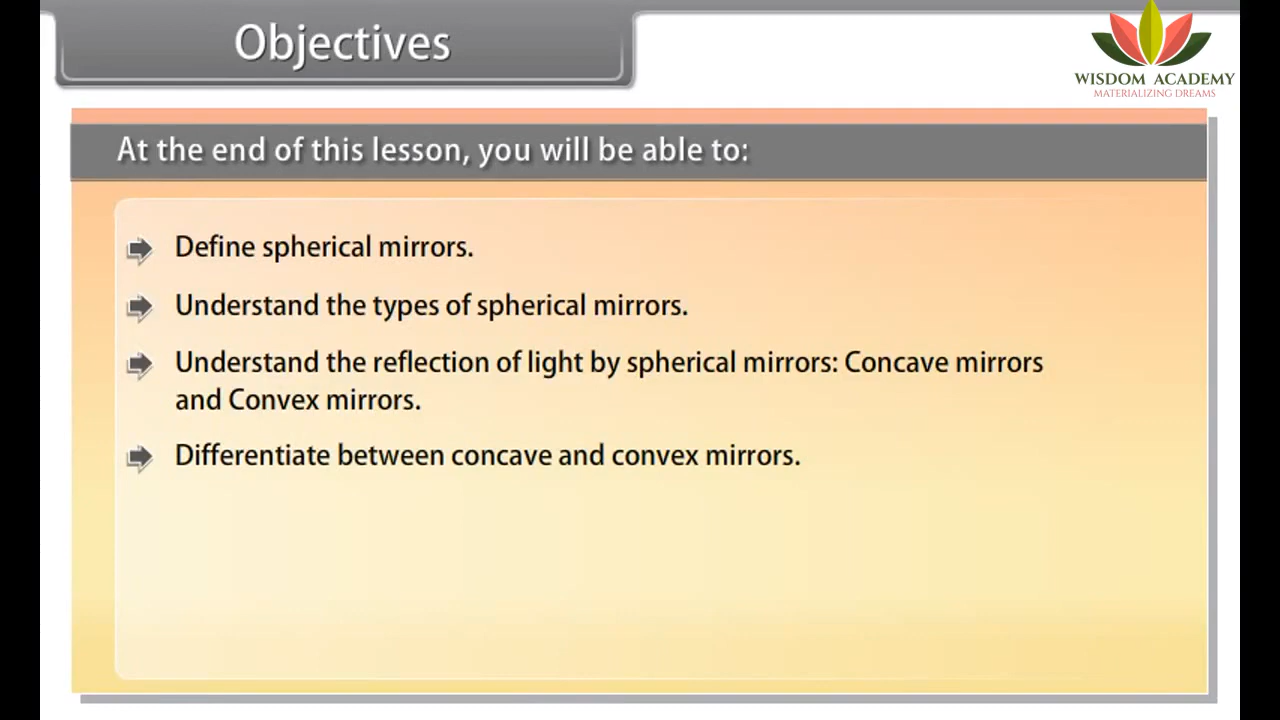 Objectives
WISDOM ACADEMY
MATERIALIZING DREAMS
At the end of this lesson, you will be able to:
Define spherical mirrors.
Understand the types of spherical mirrors.
Understand the reflection of light by spherical mirrors: Concave mirrors
and Convex mirrors.
Differentiate between concave and convex mirrors.